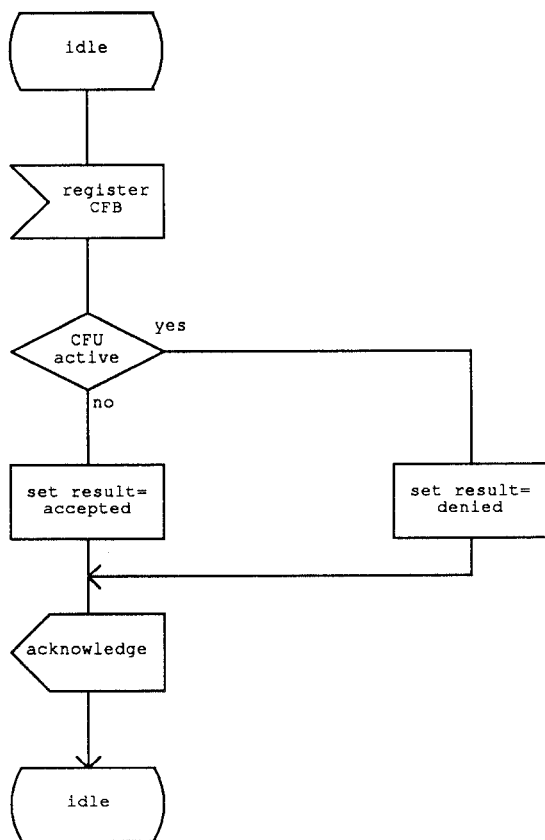 idle
register
CFB
yes
CFU
active
no
set result=
accepted
set result=
denied
acknowledge
idle